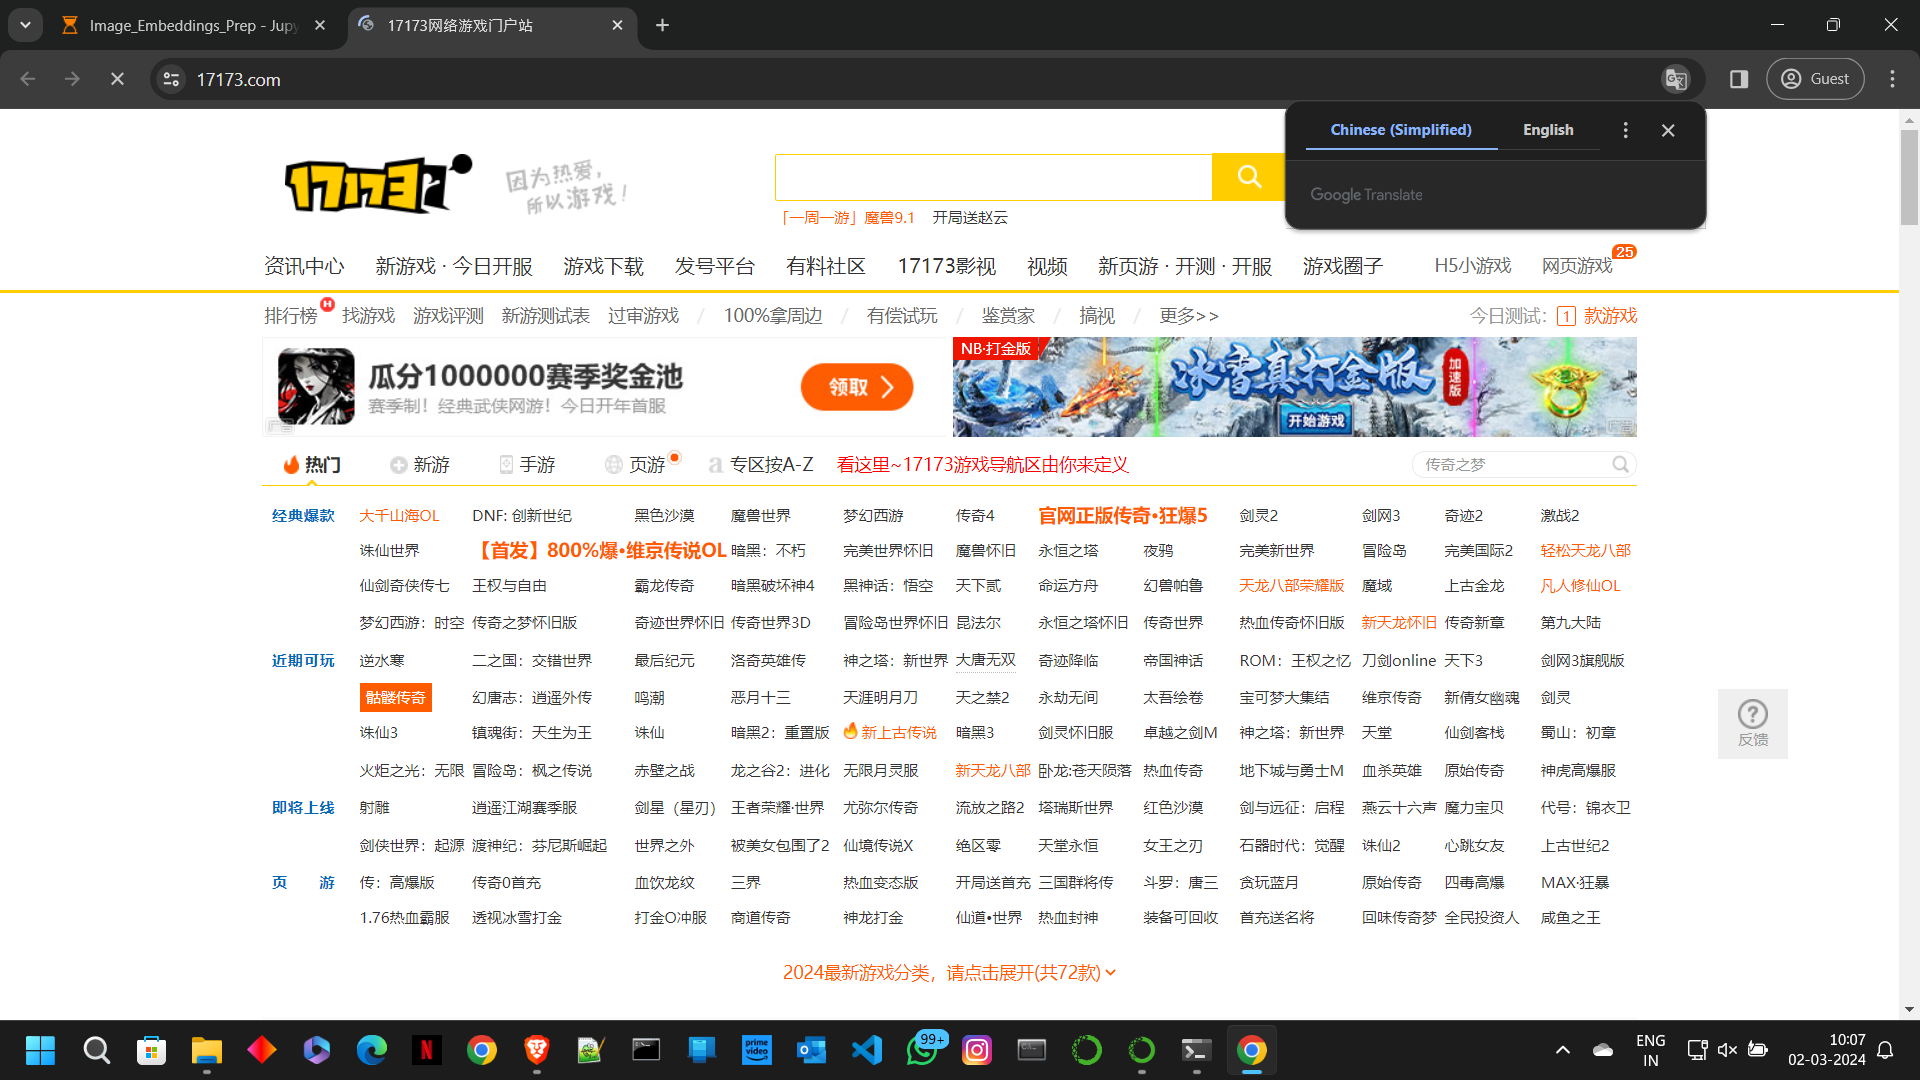 Image_Embeddings_Prep - Jupy
17173网络游戏门户站
17173.com
Guest
Chinese (Simplified) English
Google Translate
17173
因为热爱,
所以游戏!
「一周一游」魔兽9.1 开局送赵云
资讯中心 新游戏 · 今日开服 游戏下载 发号平台 有料社区 17173影视 视频 新页游 · 开测 · 开服 游戏圈子 H5小游戏 网页游戏 25
排行榜 H 找游戏 游戏评测 新游测试表 过审游戏 / 100%拿周边 / 有偿试玩 / 鉴赏家 / 搞视 / 更多>> 今日测试: 1 款游戏
瓜分1000000赛季奖金池
赛季制！经典武侠网游！今日开年首服
领取
广告
NB·打金版
冰雪真打金版
加速版
开始游戏
广告
热门 新游 手游 页游 a 专区按A-Z 看这里~17173游戏导航区由你来定义 传奇之梦
经典爆款 大千山海OL DNF: 创新世纪 黑色沙漠 魔兽世界 梦幻西游 传奇4 官网正版传奇•狂爆5 剑灵2 剑网3 奇迹2 激战2
诛仙世界 【首发】800%爆•维京传说OL 暗黑：不朽 完美世界怀旧 魔兽怀旧 永恒之塔 夜鸦 完美新世界 冒险岛 完美国际2 轻松天龙八部
仙剑奇侠传七 王权与自由 霸龙传奇 暗黑破坏神4 黑神话：悟空 天下贰 命运方舟 幻兽帕鲁 天龙八部荣耀版 魔域 上古金龙 凡人修仙OL
梦幻西游：时空 传奇之梦怀旧版 奇迹世界怀旧 传奇世界3D 冒险岛世界怀旧 昆法尔 永恒之塔怀旧 传奇世界 热血传奇怀旧版 新天龙怀旧 传奇新章 第九大陆
近期可玩 逆水寒 二之国：交错世界 最后纪元 洛奇英雄传 神之塔：新世界 大唐无双 奇迹降临 帝国神话 ROM：王权之忆 刀剑online 天下3 剑网3旗舰版
骷髅传奇 幻唐志：逍遥外传 鸣潮 恶月十三 天涯明月刀 天之禁2 永劫无间 太吾绘卷 宝可梦大集结 维京传奇 新倩女幽魂 剑灵
诛仙3 镇魂街：天生为王 诛仙 暗黑2：重置版 新上古传说 暗黑3 剑灵怀旧服 卓越之剑M 神之塔：新世界 天堂 仙剑客栈 蜀山：初章
火炬之光：无限 冒险岛：枫之传说 赤壁之战 龙之谷2：进化 无限月灵服 新天龙八部 卧龙:苍天陨落 热血传奇 地下城与勇士M 血杀英雄 原始传奇 神虎高爆服
即将上线 射雕 逍遥江湖赛季服 剑星（星刃） 王者荣耀·世界 尤弥尔传奇 流放之路2 塔瑞斯世界 红色沙漠 剑与远征：启程 燕云十六声 魔力宝贝 代号：锦衣卫
剑侠世界：起源 渡神纪：芬尼斯崛起 世界之外 被美女包围了2 仙境传说X 绝区零 天堂永恒 女王之刃 石器时代：觉醒 诛仙2 心跳女友 上古世纪2
页 游 传：高爆版 传奇0首充 血饮龙纹 三界 热血变态版 开局送首充 三国群将传 斗罗：唐三 贪玩蓝月 原始传奇 四毒高爆 MAX·狂暴
1.76热血霸服 透视冰雪打金 打金O冲服 商道传奇 神龙打金 仙道•世界 热血封神 装备可回收 首充送名将 回味传奇梦 全民投资人 咸鱼之王
反馈
2024最新游戏分类，请点击展开(共72款)
N
prime video
99+
ENG
IN
10:07
02-03-2024